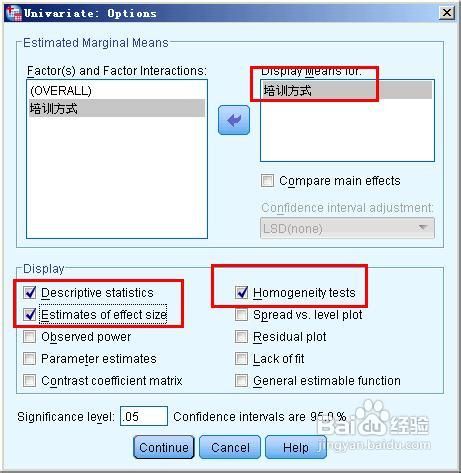 Univariate: Options
Estimated Marginal Means
Factor(s) and Factor Interactions:
(OVERALL)
培训方式
Display Means for:
培训方式
Compare main effects
Confidence interval adjustment:
LSD(none)
Display
Descriptive statistics
Homogeneity tests
Estimates of effect size
Spread vs. level plot
Observed power
Residual plot
Parameter estimates
Lack of fit
Contrast coefficient matrix
General estimable function
Significance level: .05 Confidence intervals are 95.0 %
Continue Cancel Help
Baidu 经验
jingyan.baidu.com